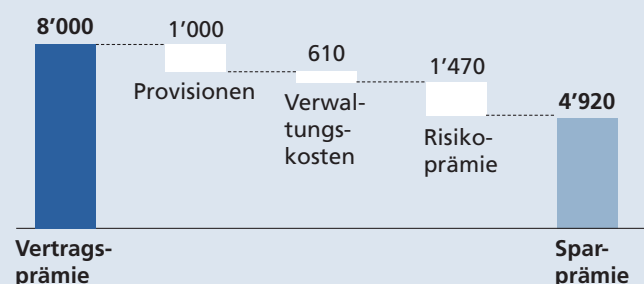 8’000
1’000
610
1’470
4’920
Provisionen
Verwal-
tungs-
kosten
Risiko-
prämie
Vertrags-
prämie
Spar-
prämie